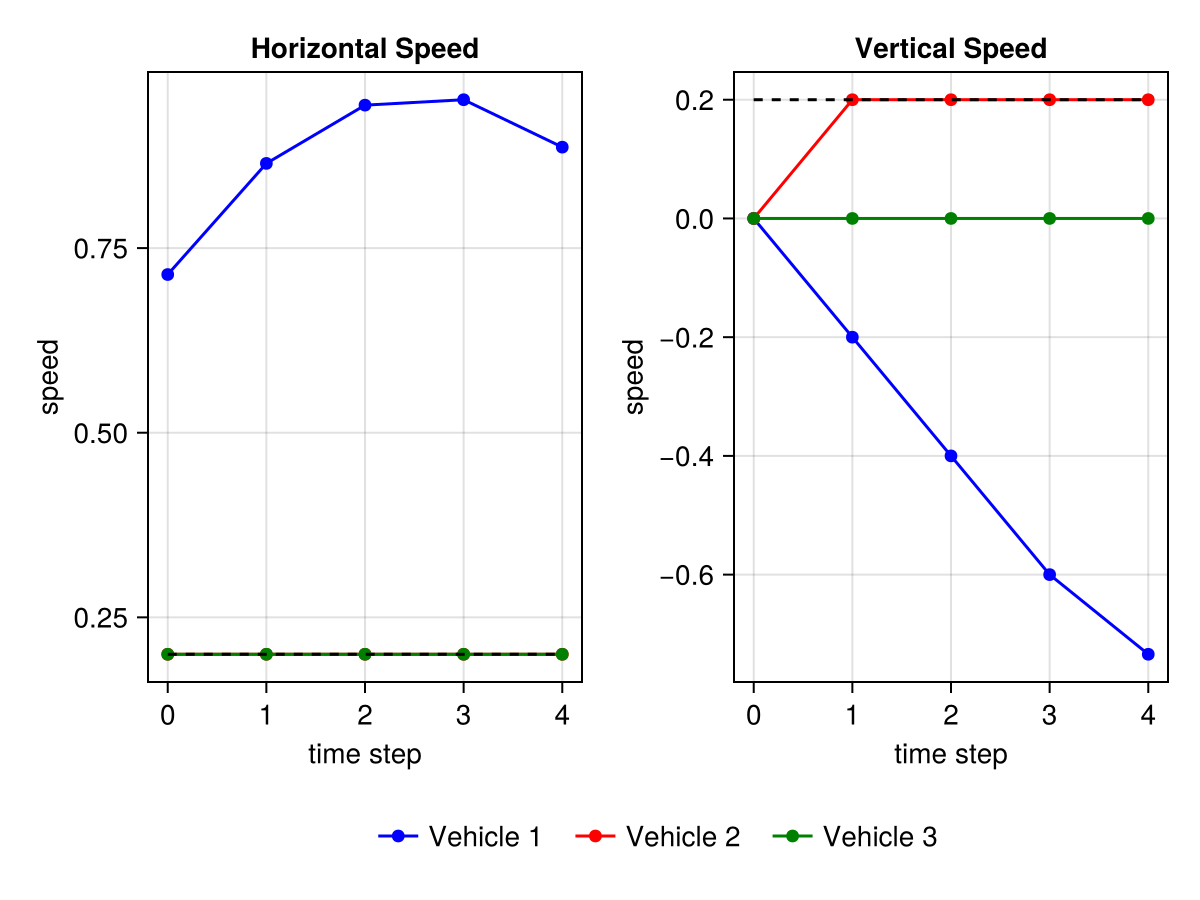 Horizontal Speed
0.75
0.50
0.25
speed
0 1 2 3 4
time step
Vertical Speed
0.2
0.0
−0.2
−0.4
−0.6
speed
0 1 2 3 4
time step
Vehicle 1 Vehicle 2 Vehicle 3